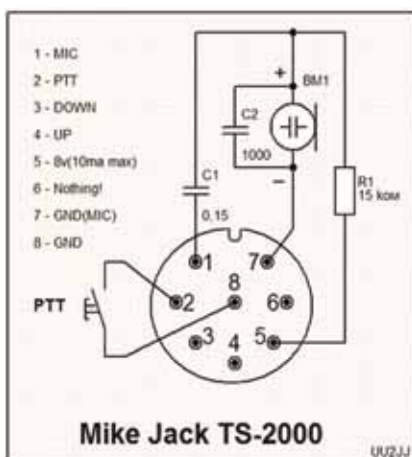 1 - MIC
2 - PTT
3 - DOWN
4 - UP
5 - 8v(10ma max)
6 - Nothing!
7 - GND(MIC)
8 - GND
+
BM1
C2
1000
–
C1
0,15
R1
15 ком
PTT
1
7
8
2
6
3
5
4
Mike Jack TS-2000
UU2JJ